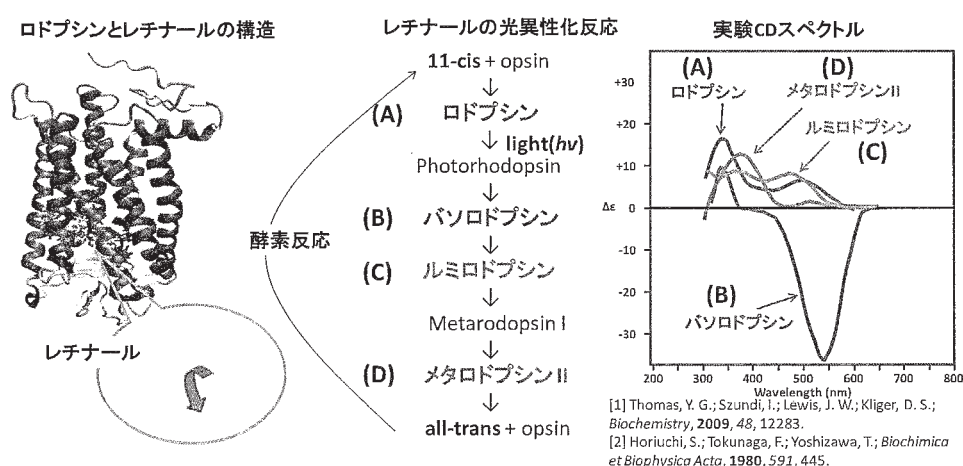 ロドプシンとレチナールの構造
レチナール
レチナールの光異性化反応
11-cis + opsin
(A) ロドプシン
light(hν)
Photorhodopsin
(B) バソロドプシン
酵素反応
(C) ルミロドプシン
Metarodopsin I
(D) メタロドプシンII
all-trans + opsin
実験CDスペクトル
(A)
ロドプシン
(D)
メタロドプシンII
ルミロドプシン
(C)
(B)
バソロドプシン
+30
+20
+10
Δε 0
-10
-20
-30
200 300 400 500 600 700 800
Wavelength (nm)
[1] Thomas, Y. G.; Szundi, I.; Lewis, J. W.; Kliger, D. S.;
Biochemistry, 2009, 48, 12283.
[2] Horiuchi, S.; Tokunaga, F.; Yoshizawa, T.; Biochimica
et Biophysica Acta, 1980, 591, 445.